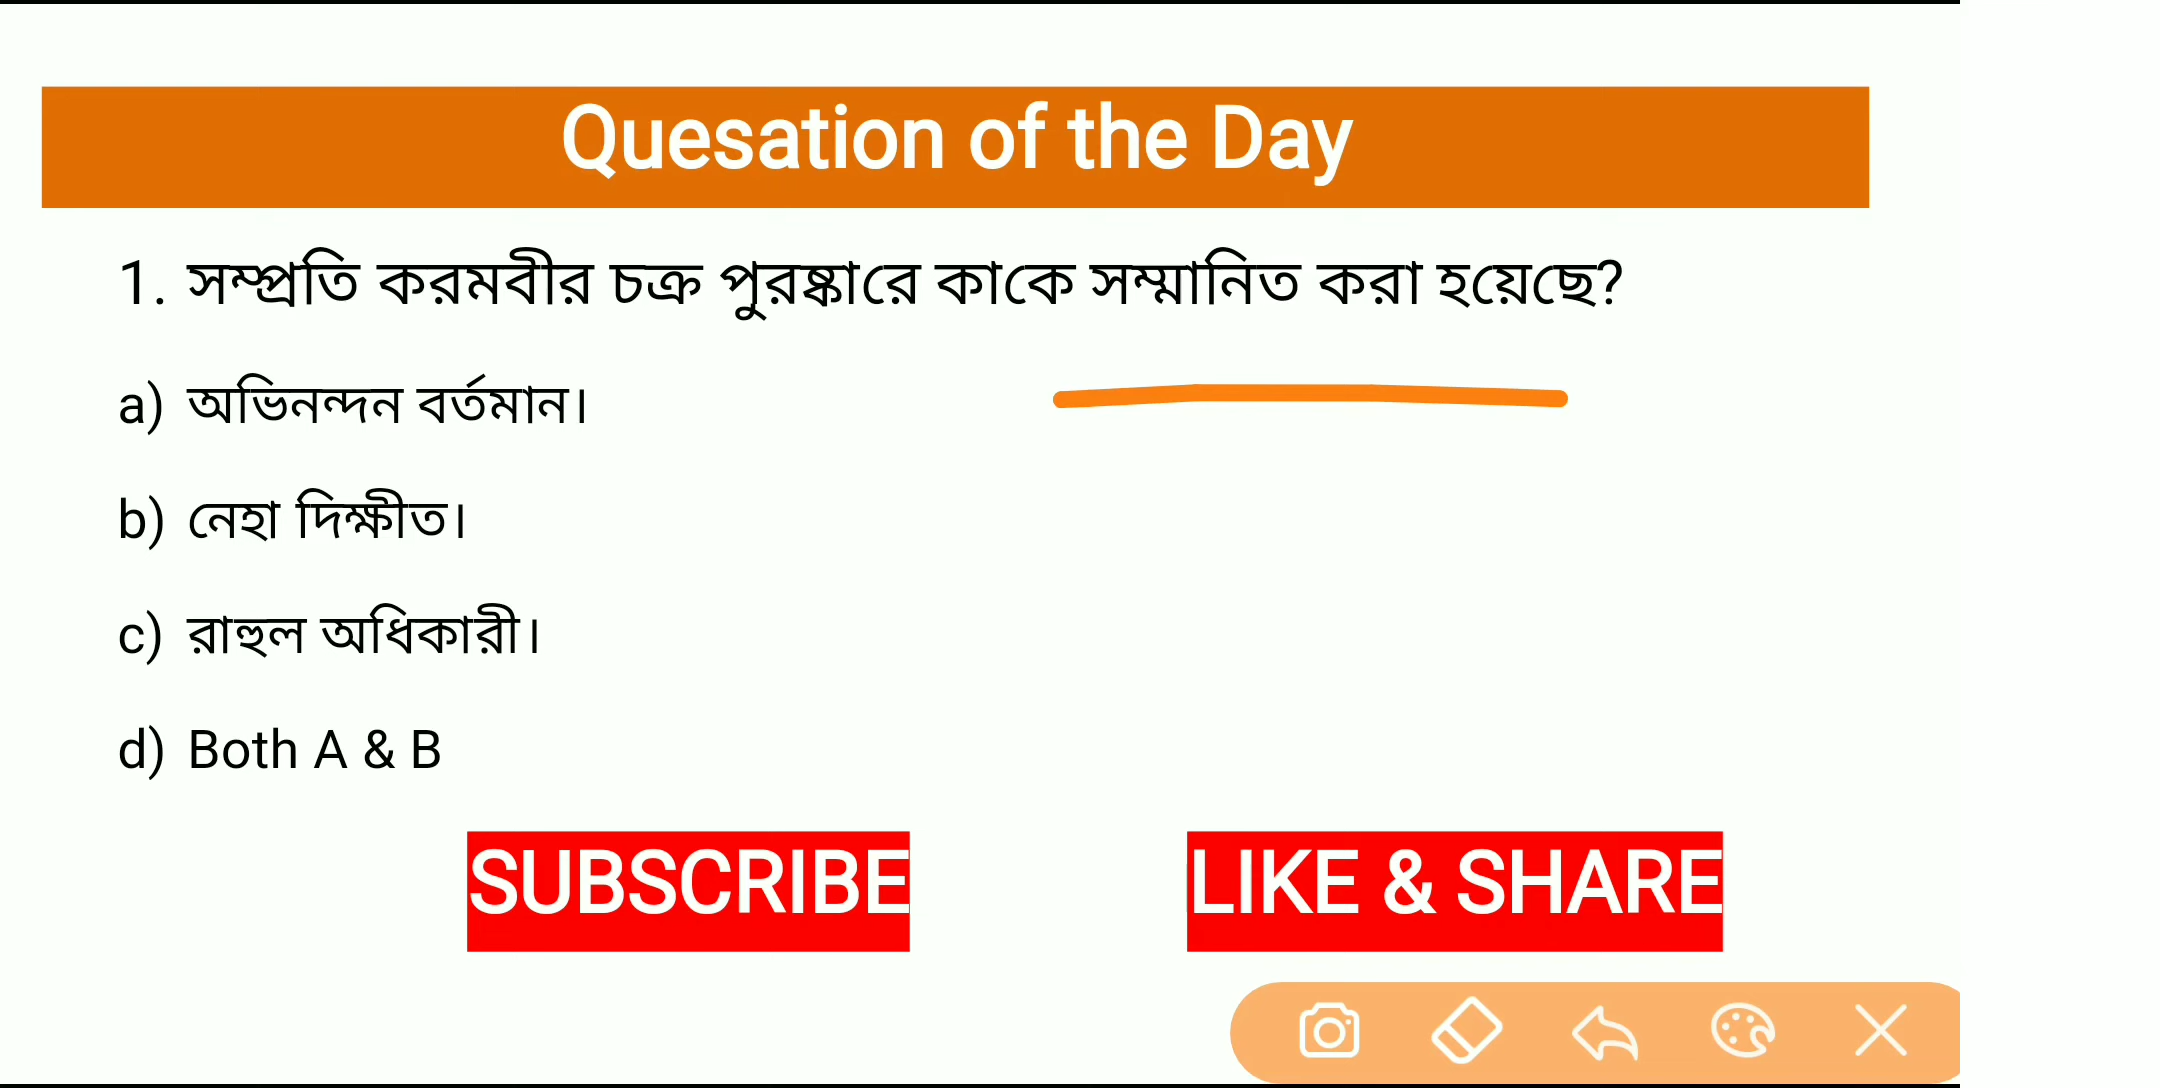 Quesation of the Day
1. সম্প্রতি করমবীর চক্র পুরষ্কারে কাকে সম্মানিত করা হয়েছে?
a) অভিনন্দন বর্তমান।
b) নেহা দিক্ষীত।
c) রাহুল অধিকারী।
d) Both A & B
SUBSCRIBE
LIKE & SHARE